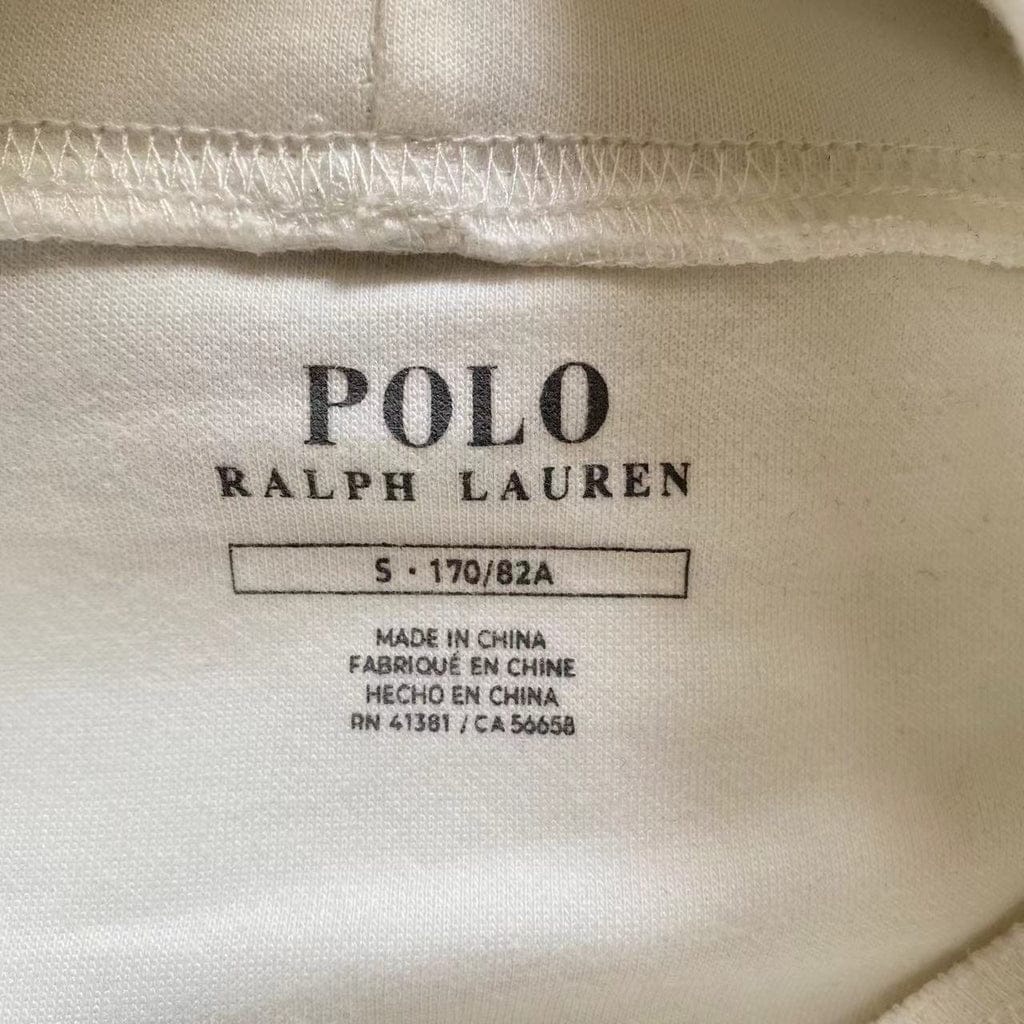 POLO
RALPH LAUREN
S · 170/82A
MADE IN CHINA
FABRIQUÉ EN CHINE
HECHO EN CHINA
RN 41381 / CA 56658